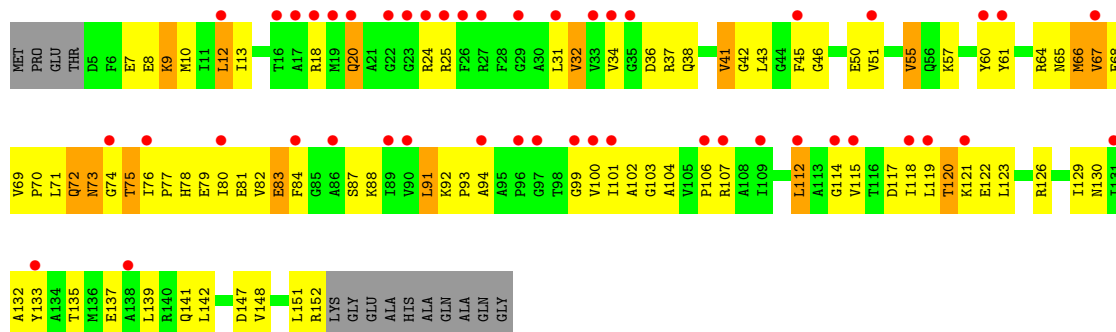 MET PRO GLU THR D5 F6 E7 E8 K9 M10 I11 L12 I13 T16 A17 R18 M19 Q20 A21 G22 G23 R24 R25 F26 R27 F28 G29 A30 L31 V32 V33 V34 G35 D36 R37 Q38 V41 G42 L43 G44 F45 G46 E50 V51 V55 Q56 K57 Y60 Y61 R64 N65 M66 V67 E68
V69 P70 L71 Q72 N73 G74 T75 I76 P77 H78 E79 I80 E81 V82 E83 F84 G85 A86 S87 K88 I89 V90 L91 K92 P93 A94 A95 P96 G97 T98 G99 V100 I101 A102 G103 A104 V105 P106 R107 A108 I109 L112 A113 G114 V115 T116 D117 I118 L119 T120 K121 E122 L123 R126 I129 N130 I131
A132 Y133 A134 T135 M136 E137 A138 L139 R140 Q141 L142 D147 V148 L151 R152 LYS GLY GLU ALA HIS ALA GLN ALA GLN GLY